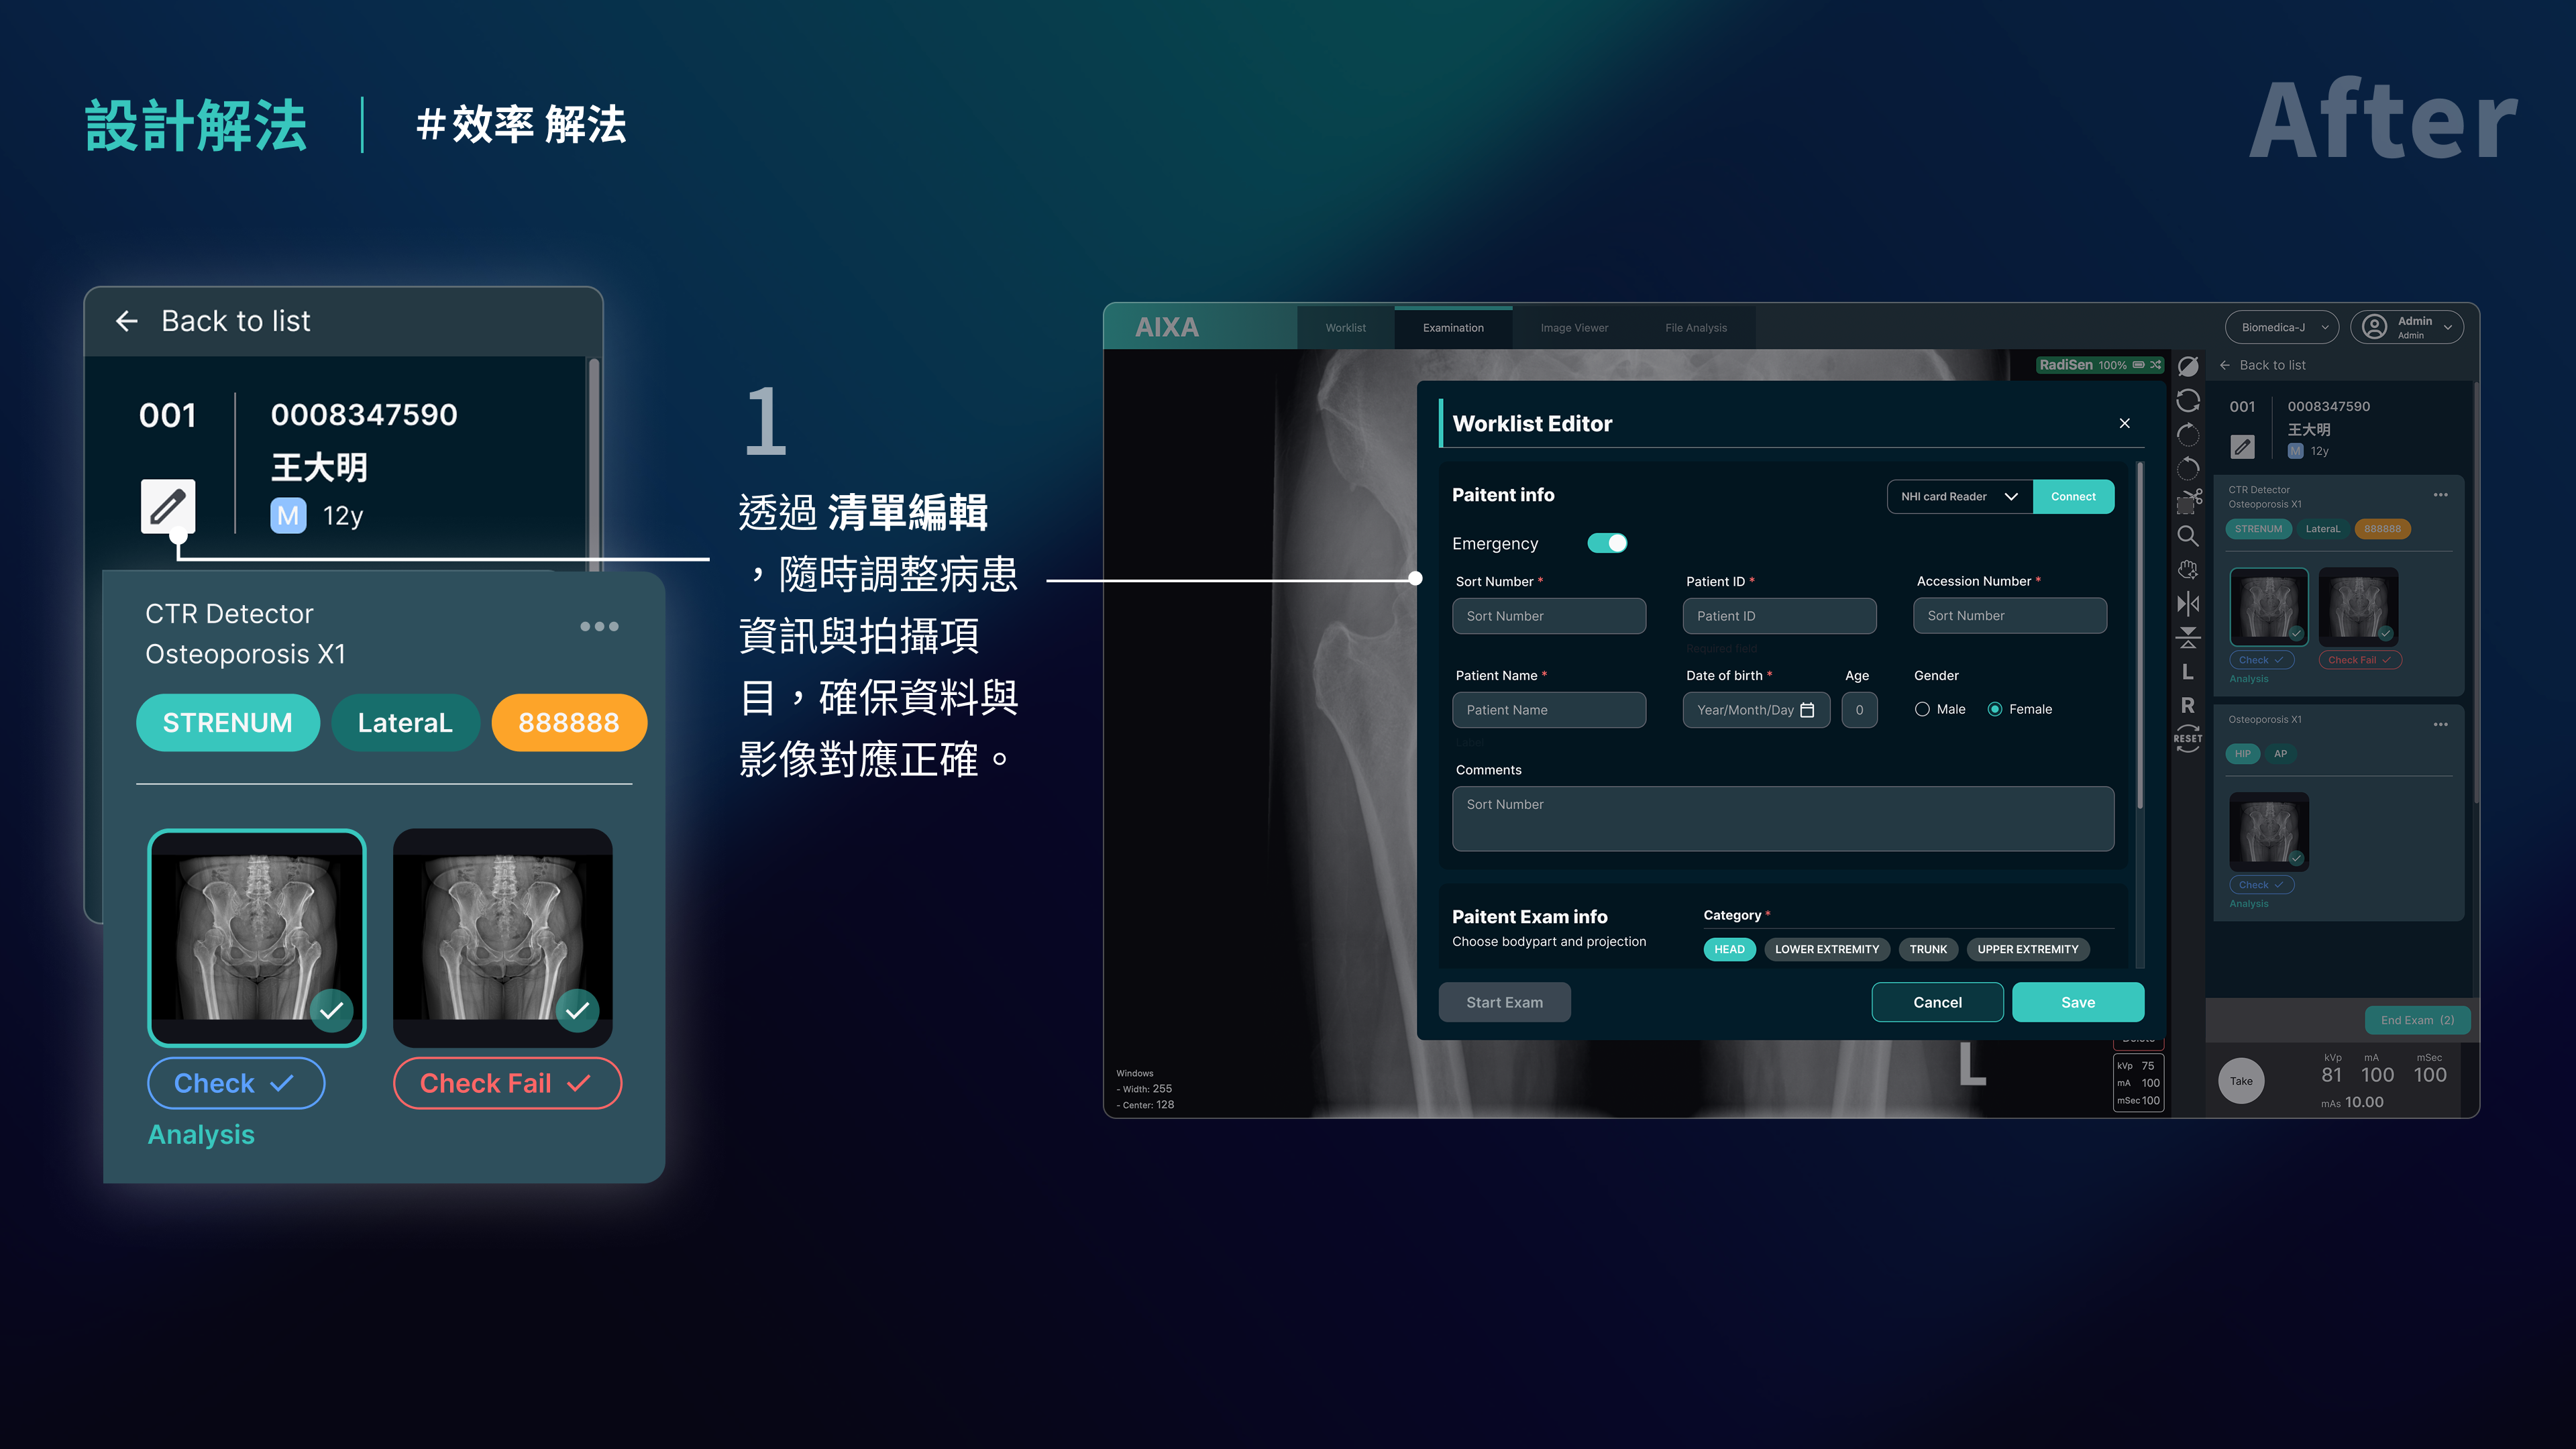 設計解法
#效率 解法
After
Back to list
001
0008347590
王大明
M 12y
CTR Detector
Osteoporosis X1
STRENUM
LateraL
888888
Check
Check Fail
Analysis
1
透過 清單編輯
,隨時調整病患
資訊與拍攝項
目,確保資料與
影像對應正確。
AIXA
Worklist
Examination
Image Viewer
File Analysis
Biomedica-J
Admin
Admin
RadiSen 100%
Worklist Editor
Paitent info
NHI card Reader
Connect
Emergency
Sort Number *
Patient ID *
Accession Number *
Sort Number
Patient ID
Sort Number
Required field
Patient Name *
Date of birth *
Age
Gender
Patient Name
Year/Month/Day
0
Male
Female
Label
Comments
Sort Number
Paitent Exam info
Choose bodypart and projection
Category *
HEAD
LOWER EXTREMITY
TRUNK
UPPER EXTREMITY
Start Exam
Cancel
Save
Windows
- Width: 255
- Center: 128
L
kVp 75
mA 100
mSec 100
L
R
RESET
Back to list
001
0008347590
王大明
M 12y
CTR Detector
Osteoporosis X1
STRENUM
LateraL
888888
Check
Check Fail
Analysis
Osteoporosis X1
HIP
AP
Check
Analysis
End Exam (2)
Take
kVp
mA
mSec
81
100
100
mAs 10.00